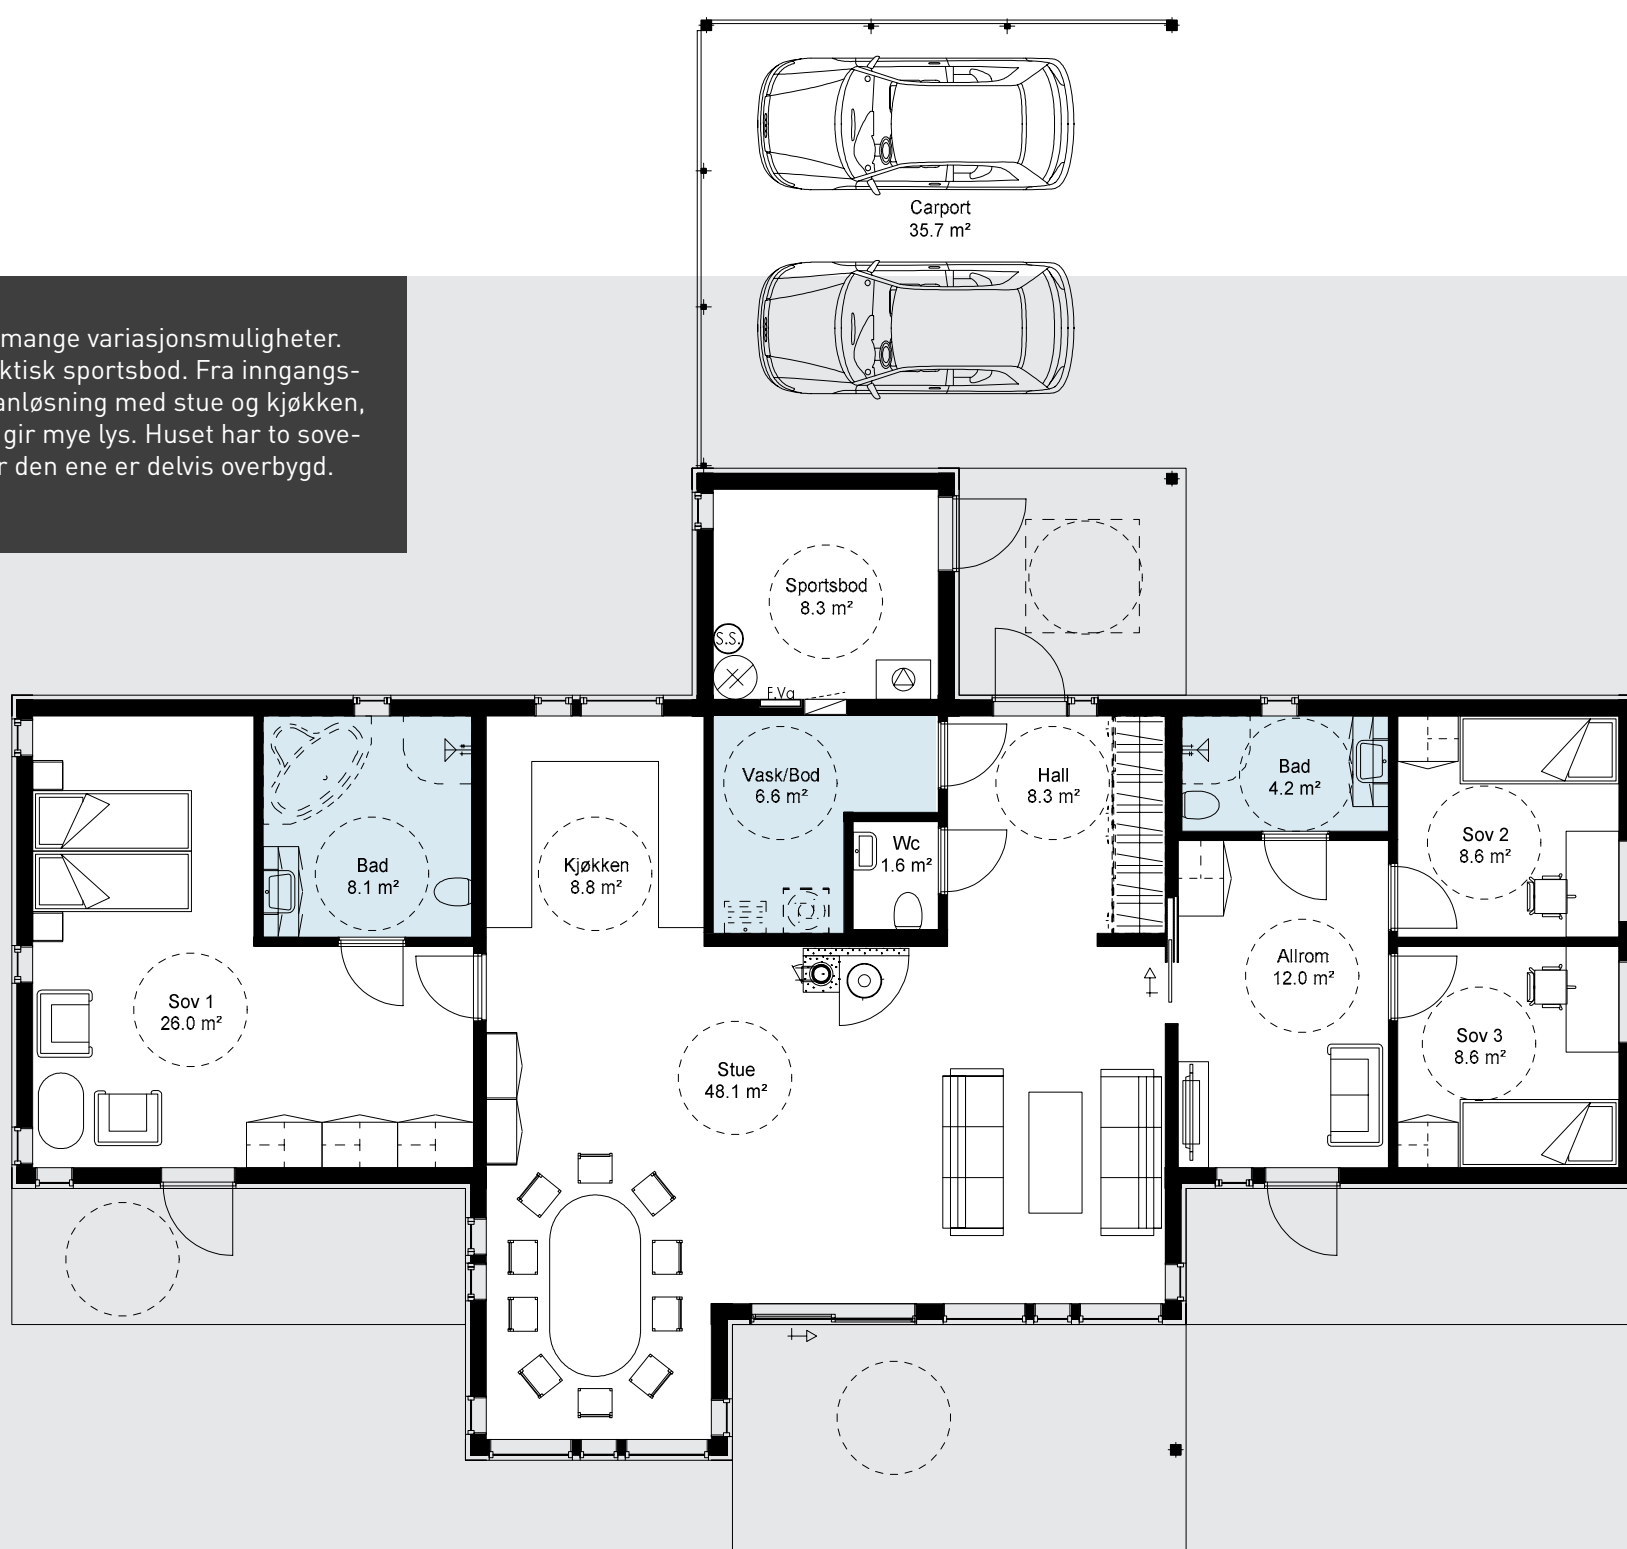 Carport
35.7 m²
mange variasjonsmuligheter.
ktisk sportsbod. Fra inngangs-
anløsning med stue og kjøkken,
gir mye lys. Huset har to sove-
r den ene er delvis overbygd.
Sportsbod
8.3 m²
S.S.
F.Va
Vask/Bod
6.6 m²
Hall
8.3 m²
Bad
4.2 m²
Sov 2
8.6 m²
Bad
8.1 m²
Kjøkken
8.8 m²
Wc
1.6 m²
Sov 1
26.0 m²
Allrom
12.0 m²
Sov 3
8.6 m²
Stue
48.1 m²